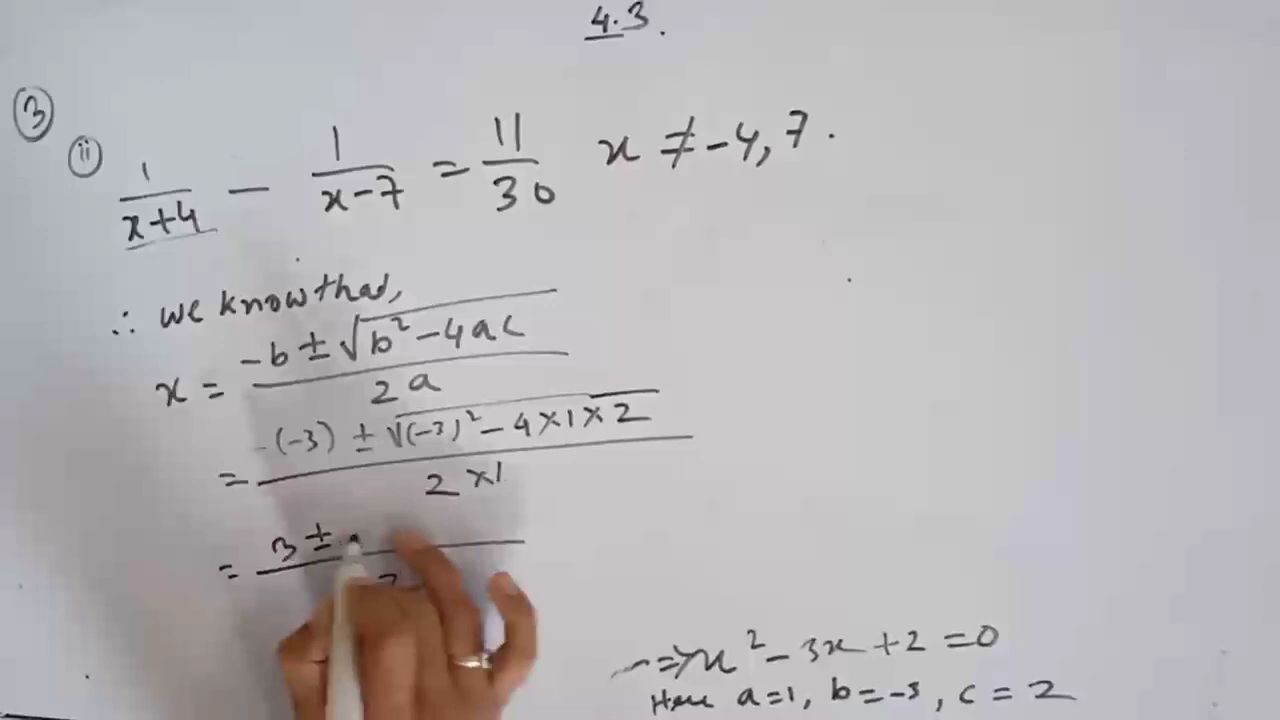 4.3.
③
ⓘⓘ 1/(x+4) − 1/(x−7) = 11/30 x ≠ −4, 7.
∴ we know that,
x = (−b ± √(b² − 4ac))/(2a)
= (−(−3) ± √((−3)² − 4×1×2))/(2×1)
= 3 ±
⇒ x² − 3x + 2 = 0
Here a=1, b=−3, c=2